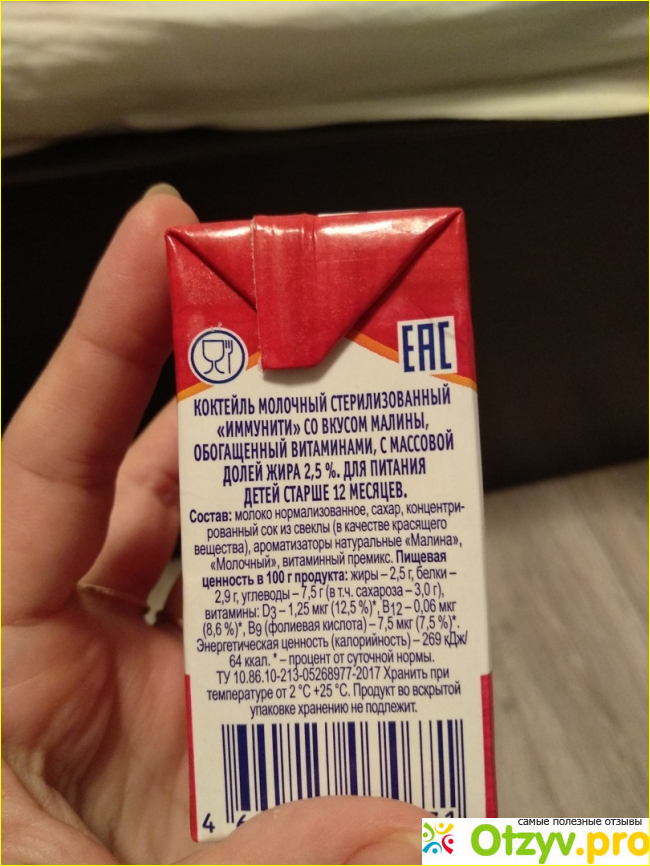 EAC
КОКТЕЙЛЬ МОЛОЧНЫЙ СТЕРИЛИЗОВАННЫЙ
«ИММУНИТИ» СО ВКУСОМ МАЛИНЫ,
ОБОГАЩЕННЫЙ ВИТАМИНАМИ, С МАССОВОЙ
ДОЛЕЙ ЖИРА 2,5 %. ДЛЯ ПИТАНИЯ
ДЕТЕЙ СТАРШЕ 12 МЕСЯЦЕВ.
Состав: молоко нормализованное, сахар, концентри-
рованный сок из свеклы (в качестве красящего
вещества), ароматизаторы натуральные «Малина»,
«Молочный», витаминный премикс. Пищевая
ценность в 100 г продукта: жиры – 2,5 г, белки –
2,9 г, углеводы – 7,5 г (в т.ч. сахароза – 3,0 г),
витамины: D3 – 1,25 мкг (12,5 %)*, B12 – 0,06 мкг
(8,6 %)*, B9 (фолиевая кислота) – 7,5 мкг (7,5 %)*.
Энергетическая ценность (калорийность) – 269 кДж/
64 ккал. * – процент от суточной нормы.
ТУ 10.86.10-213-05268977-2017 Хранить при
температуре от 2 °C +25 °C. Продукт во вскрытой
упаковке хранению не подлежит.
4
самые полезные отзывы
Otzyv.pro